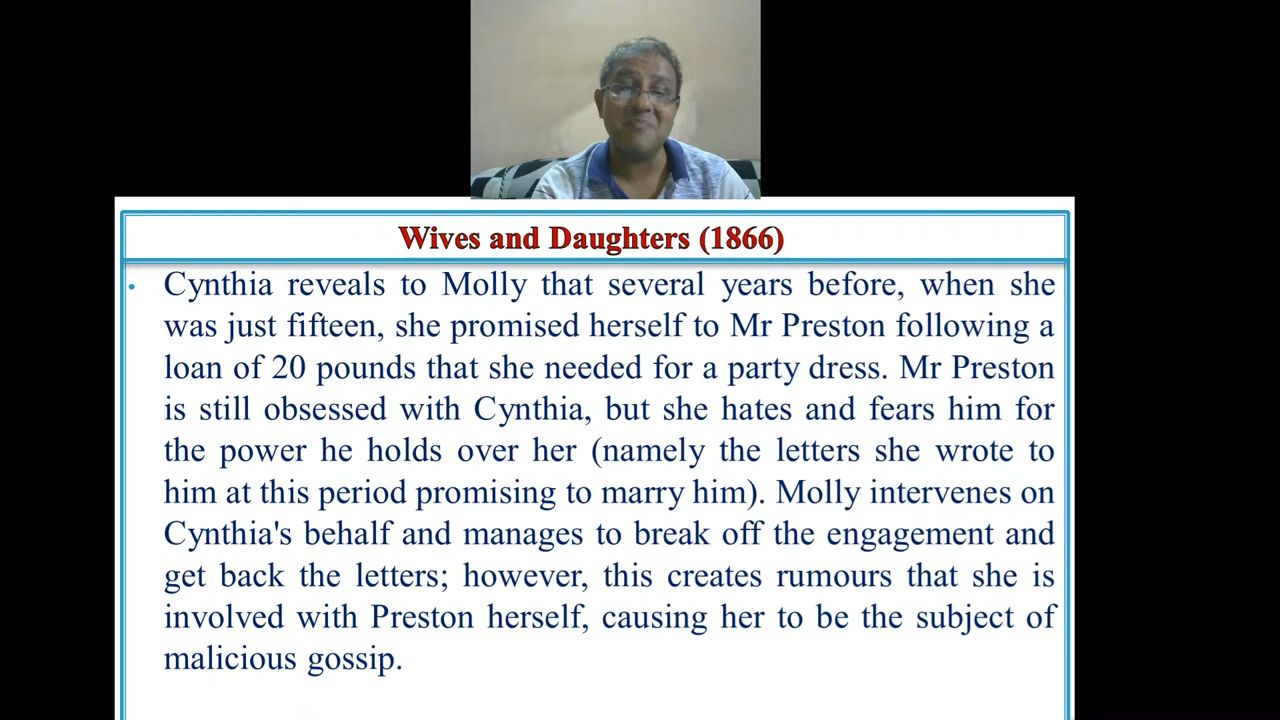 Wives and Daughters (1866)
• Cynthia reveals to Molly that several years before, when she
was just fifteen, she promised herself to Mr Preston following a
loan of 20 pounds that she needed for a party dress. Mr Preston
is still obsessed with Cynthia, but she hates and fears him for
the power he holds over her (namely the letters she wrote to
him at this period promising to marry him). Molly intervenes on
Cynthia's behalf and manages to break off the engagement and
get back the letters; however, this creates rumours that she is
involved with Preston herself, causing her to be the subject of
malicious gossip.